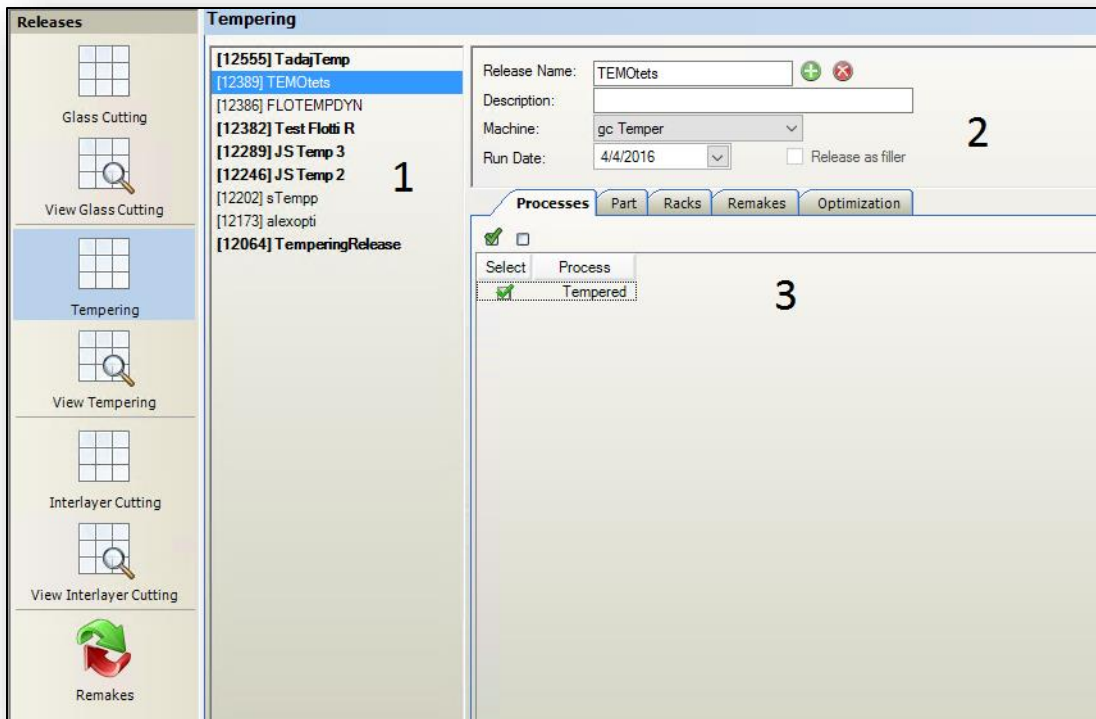 Releases
Glass Cutting
View Glass Cutting
Tempering
View Tempering
Interlayer Cutting
View Interlayer Cutting
Remakes
Tempering
[12555] TadajTemp
[12389] TEMOtets
[12386] FLOTEMPDYN
[12382] Test Flotti R
[12289] JS Temp 3
[12246] JS Temp 2
[12202] sTempp
[12173] alexopti
[12064] TemperingRelease
1
Release Name: TEMOtets
Description:
Machine: gc Temper
Run Date: 4/4/2016 Release as filler
2
Processes Part Racks Remakes Optimization
Select Process
Tempered
3